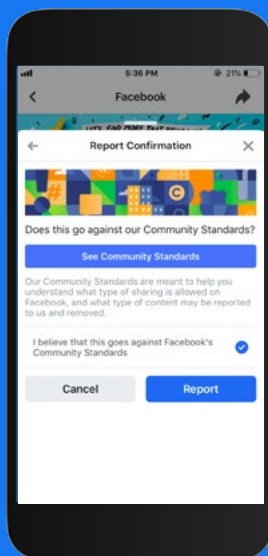 5:36 PM
21%
Facebook
Report Confirmation
Does this go against our Community Standards?
See Community Standards
Our Community Standards are meant to help you
understand what type of sharing is allowed on
Facebook, and what type of content may be reported
to us and removed.
I believe that this goes against Facebook's
Community Standards
Cancel
Report